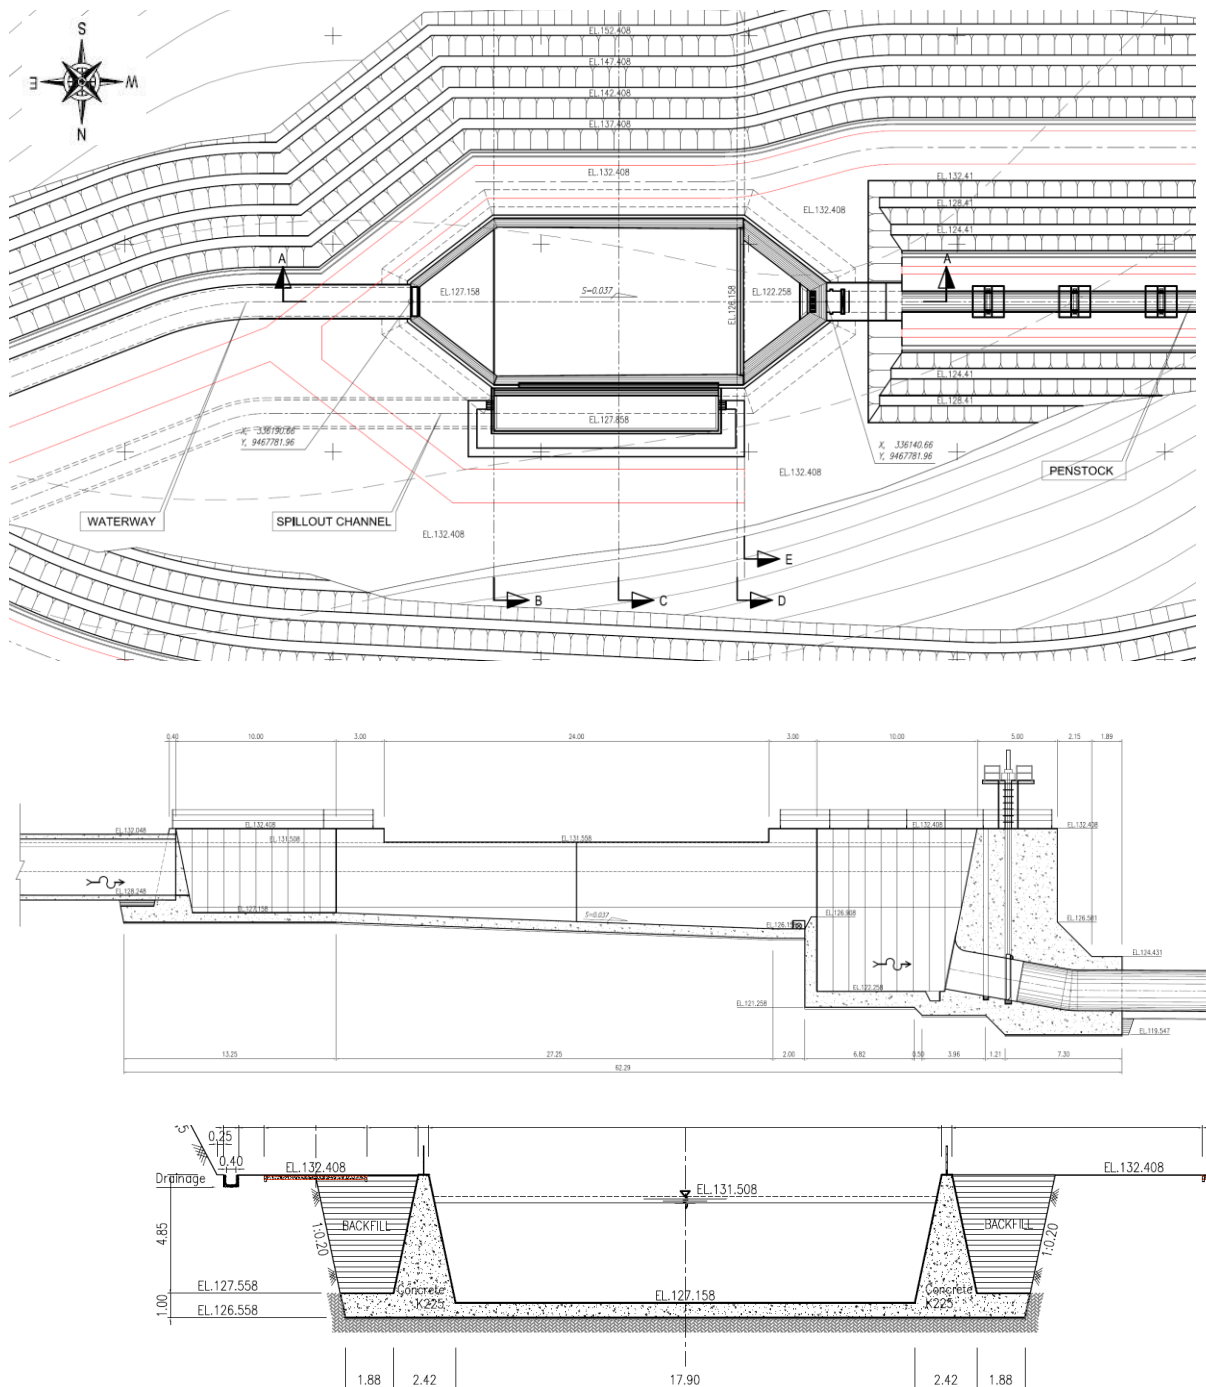 S
E
W
N
EL.152.408
EL.147.408
EL.142.408
EL.137.408
EL.132.408
EL.132.408
EL.132.41
EL.128.41
EL.124.41
A
A
EL.127.158
S=0.037
EL.126.158
EL.122.258
EL.127.858
EL.124.41
EL.128.41
X, 336190.66
Y, 9467781.96
X, 336140.66
Y, 9467781.96
EL.132.408
PENSTOCK
WATERWAY
SPILLOUT CHANNEL
EL.132.408
E
B
C
D
0.40
10.00
3.00
24.00
3.00
10.00
5.00
2.15
1.89
EL.132.048
EL.132.408
EL.131.508
EL.131.558
EL.132.408
EL.132.408
EL.128.248
EL.127.158
S=0.037
EL.126.908
EL.126.581
EL.124.431
EL.122.258
EL.121.258
EL.119.547
13.25
27.25
2.00
6.82
0.50
3.96
1.21
7.30
62.29
0.25
0.40
EL.132.408
EL.132.408
Drainage
EL.131.508
4.85
BACKFILL
BACKFILL
1:0.20
1:0.20
EL.127.558
Concrete
K225
EL.127.158
Concrete
K225
1.00
EL.126.558
1.88
2.42
17.90
2.42
1.88